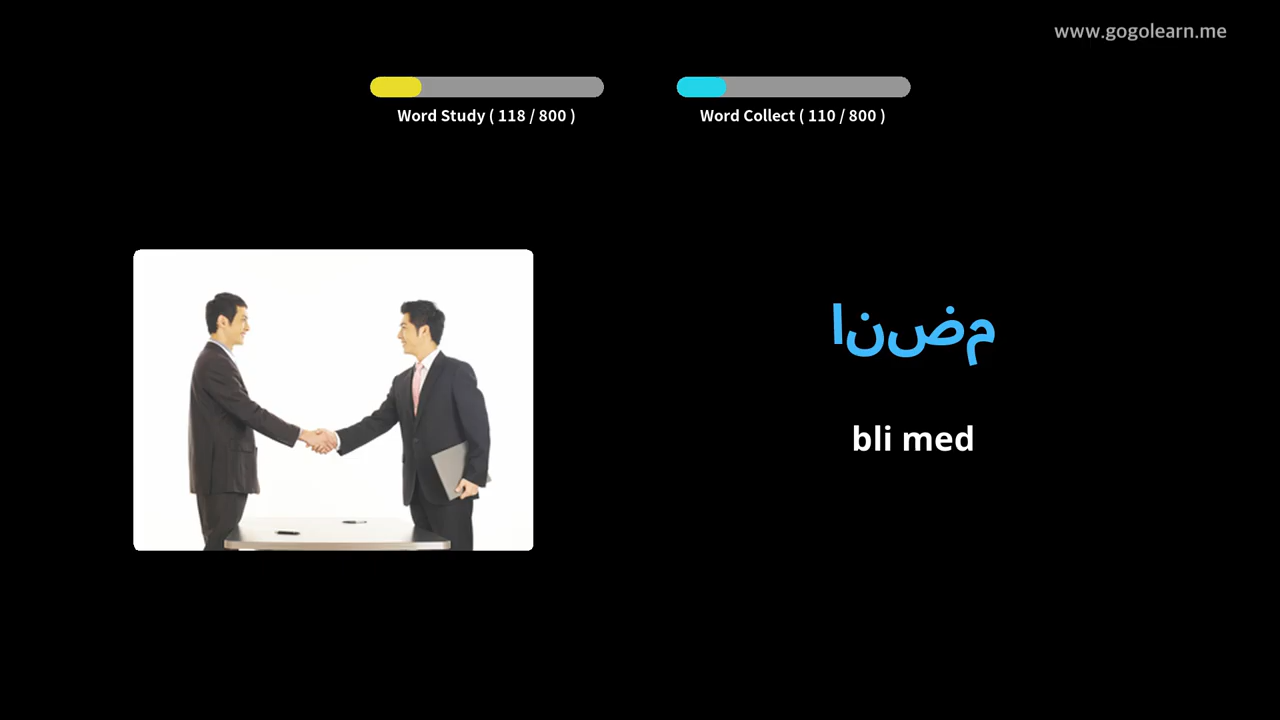 www.gogolearn.me
Word Study ( 118 / 800 )
Word Collect ( 110 / 800 )
انضم
bli med